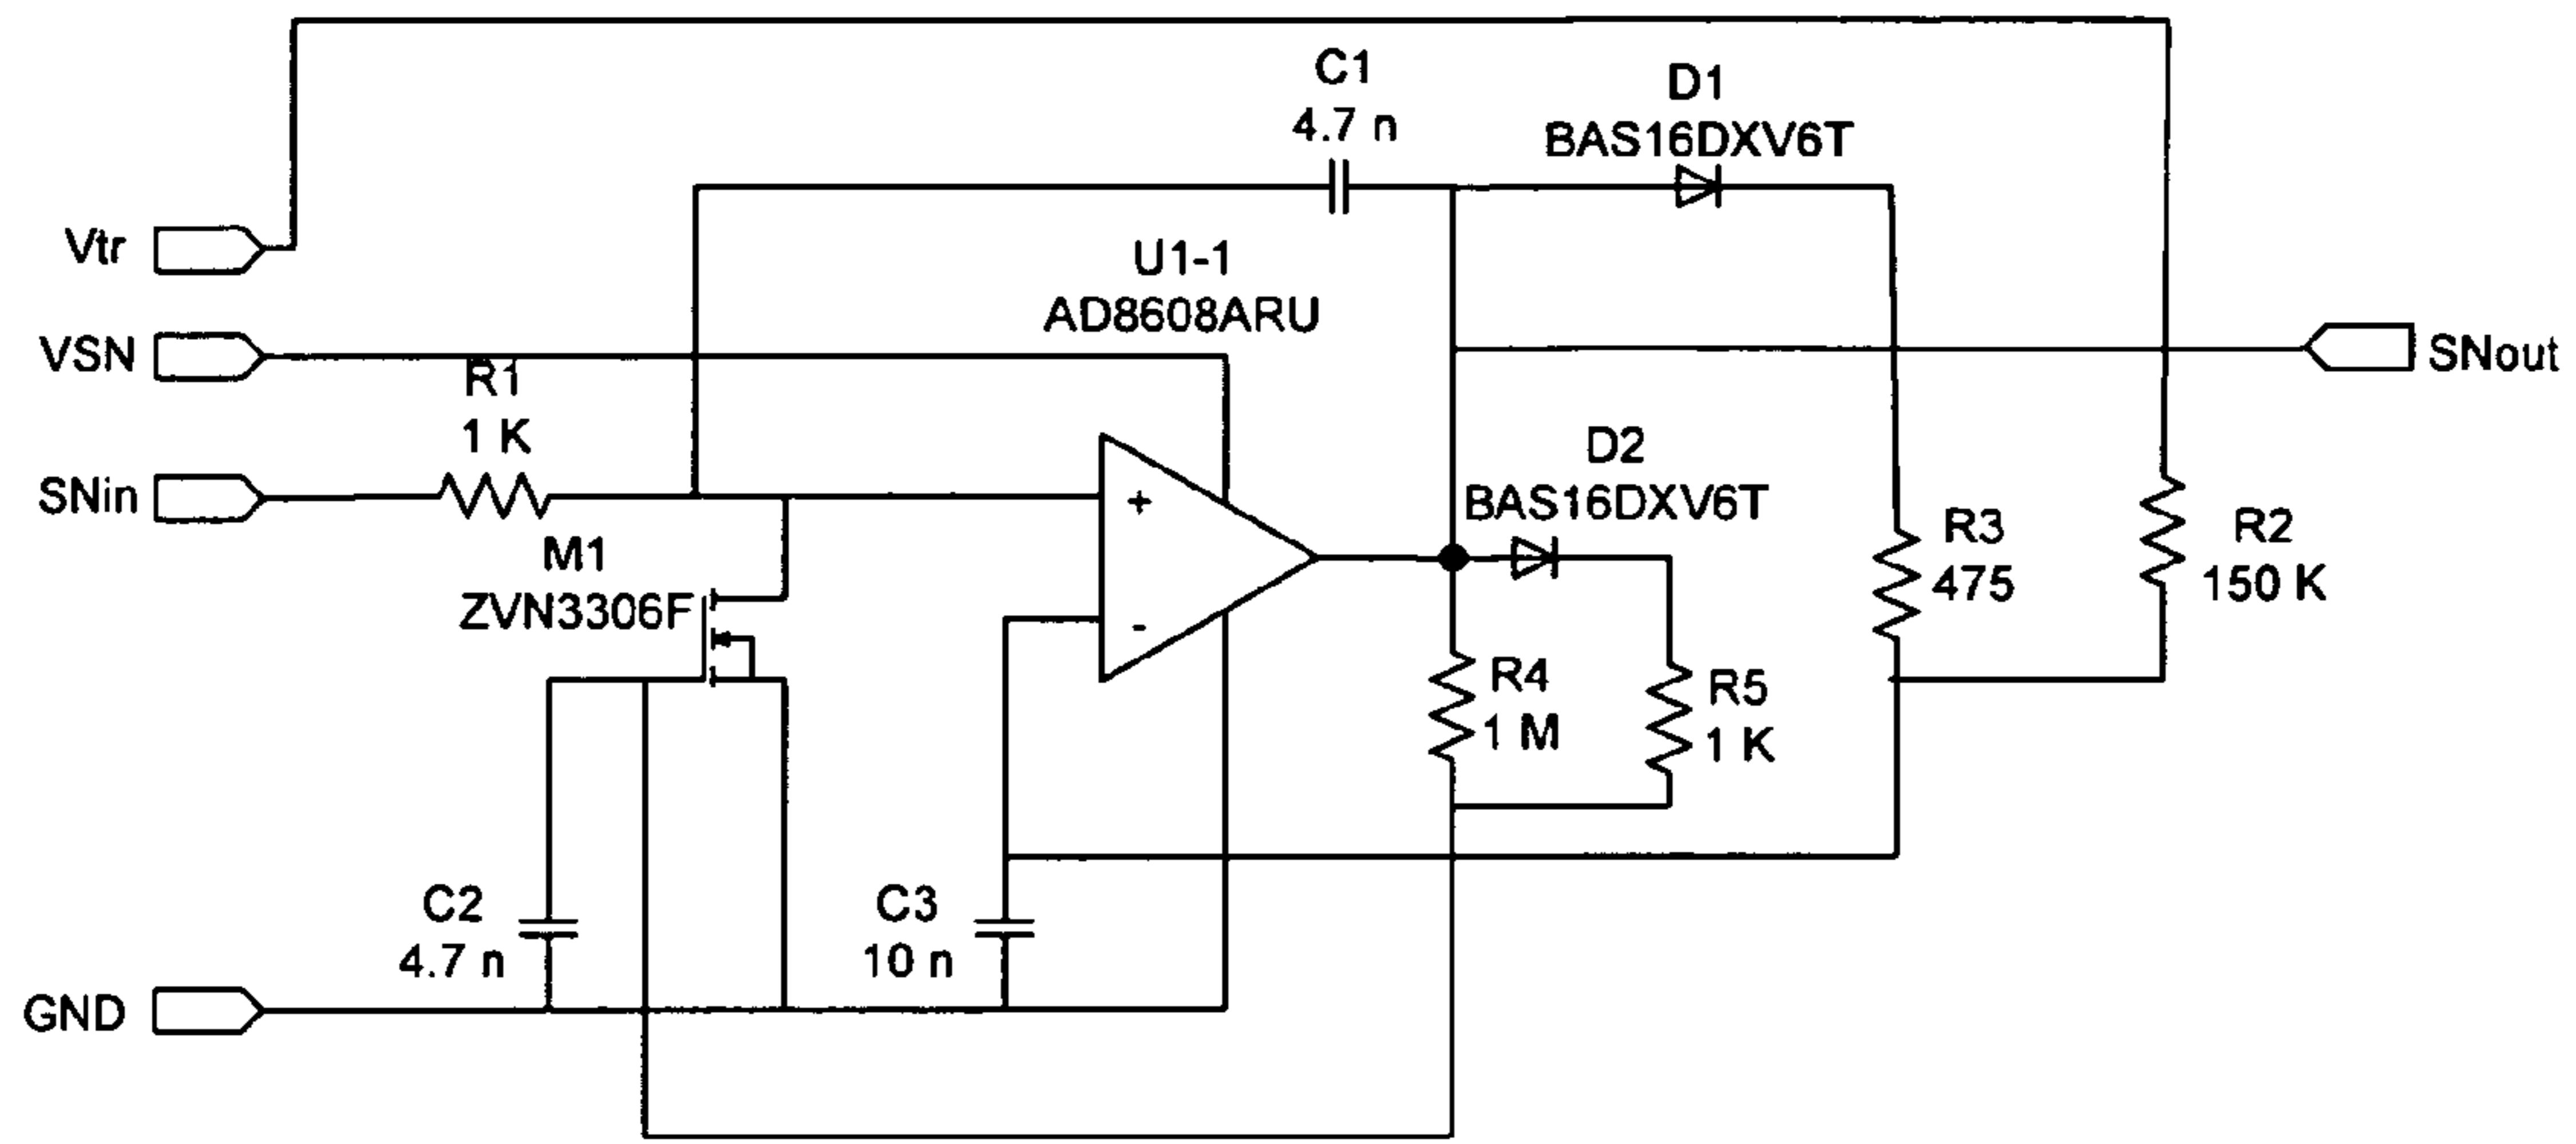 C1
4.7 n
D1
BAS16DXV6T
Vtr
U1-1
AD8608ARU
VSN
SNout
R1
1 K
SNin
+
D2
BAS16DXV6T
M1
ZVN3306F
R3
475
R2
150 K
-
R4
1 M
R5
1 K
C2
4.7 n
C3
10 n
GND